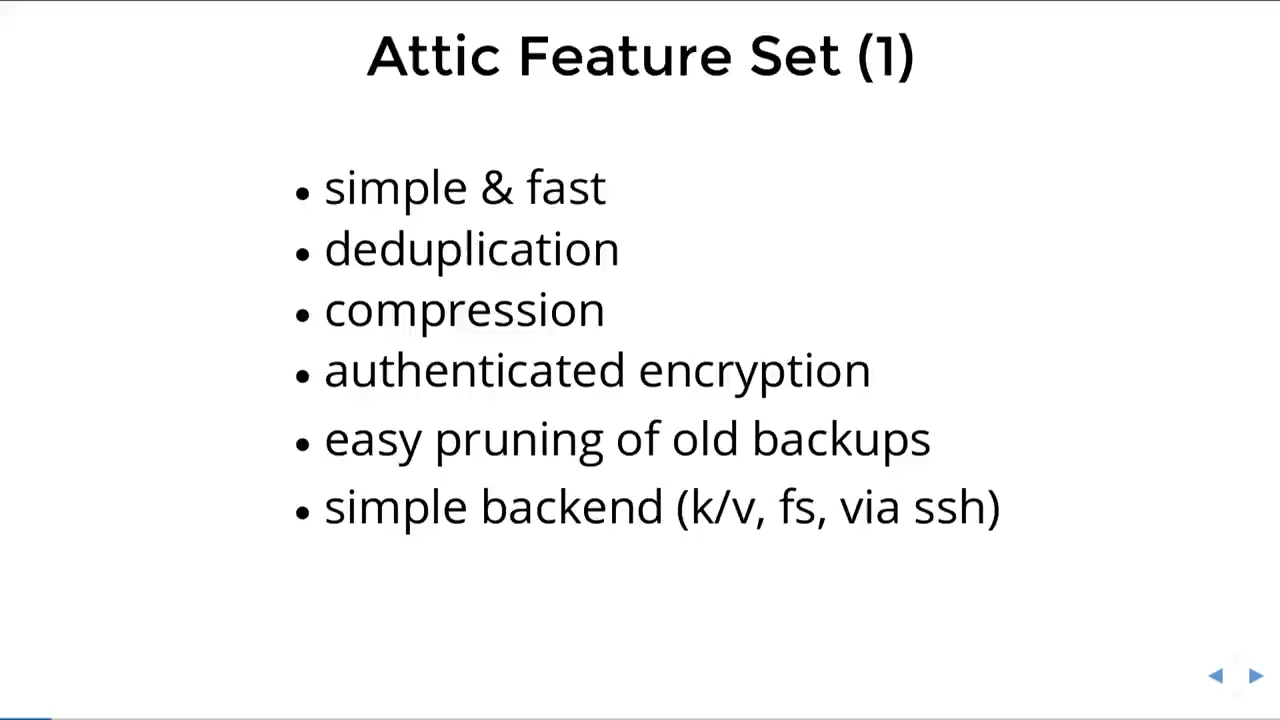 Attic Feature Set (1)
• simple & fast
• deduplication
• compression
• authenticated encryption
• easy pruning of old backups
• simple backend (k/v, fs, via ssh)